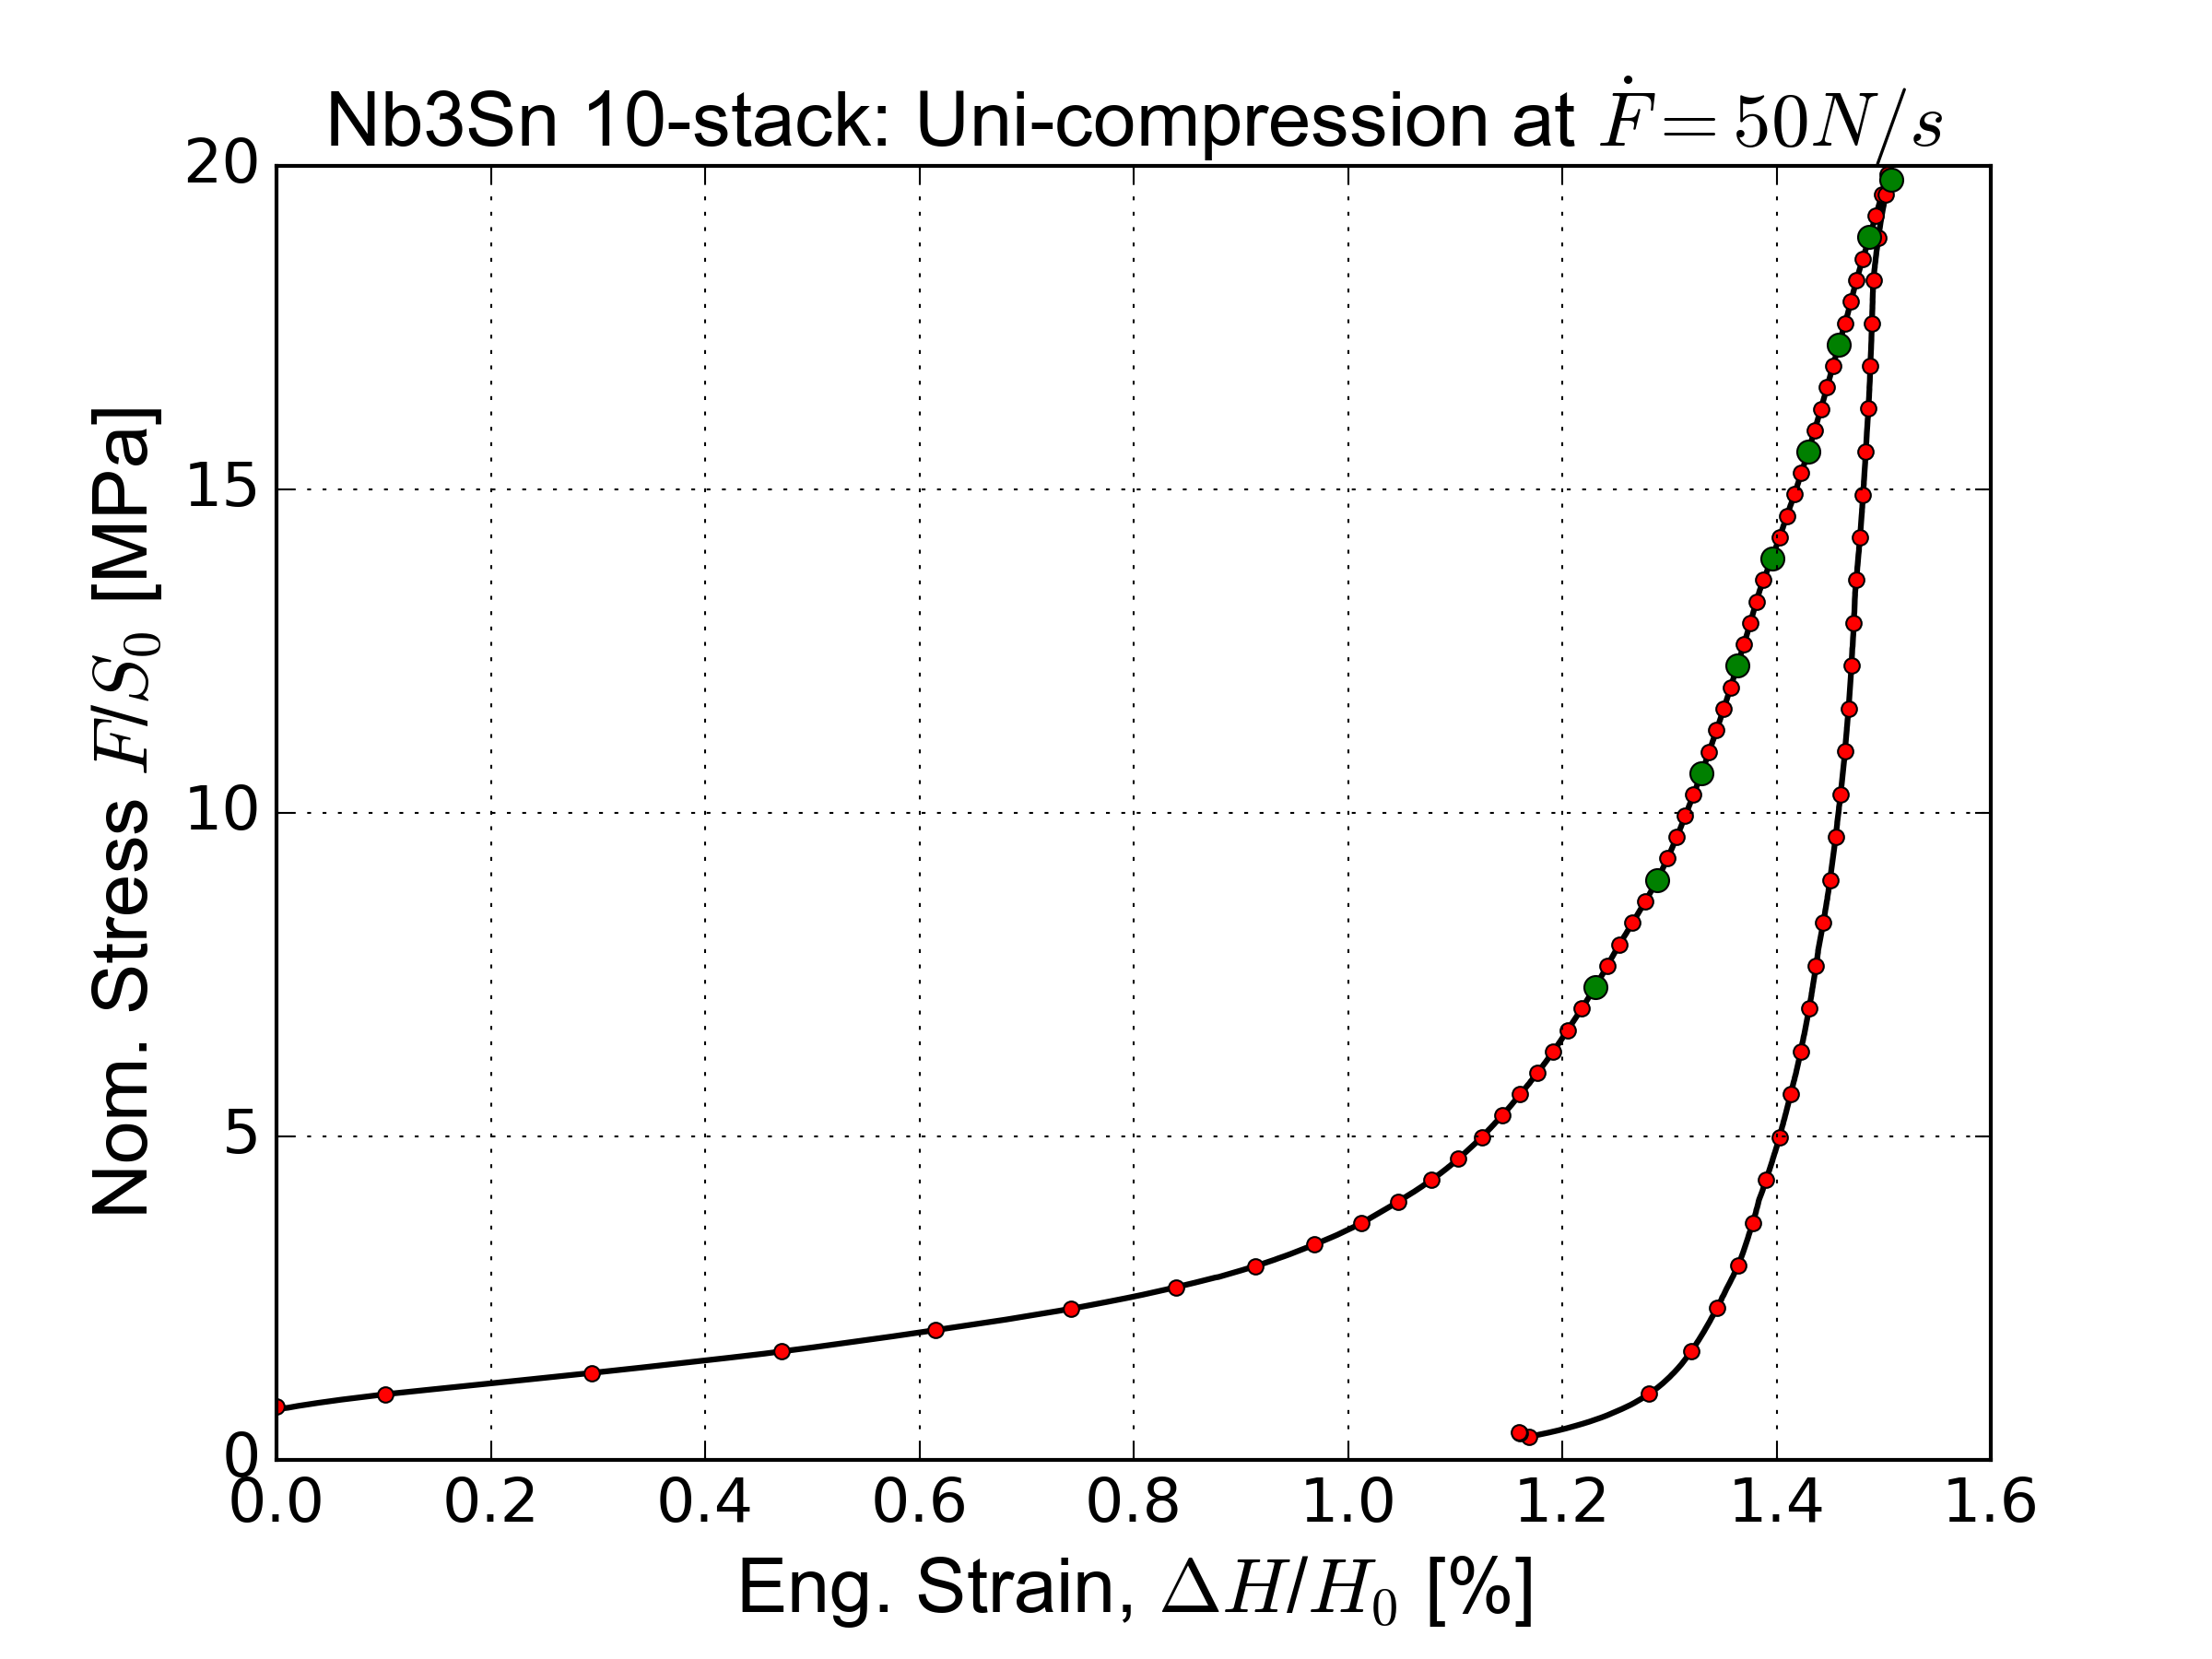 Nb3Sn 10-stack: Uni-compression at Ḟ = 50N/s
Nom. Stress F/S₀ [MPa]
20
15
10
5
0
0.0 0.2 0.4 0.6 0.8 1.0 1.2 1.4 1.6
Eng. Strain, ΔH/H₀ [%]